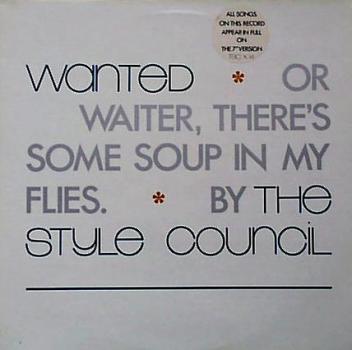 ALL SONGS
ON THIS RECORD
APPEAR IN FULL
ON
THE 7" VERSION
WANTED * OR
WAITER, THERE'S
SOME SOUP IN MY
FLIES. * BY THE
STYLE COUNCIL